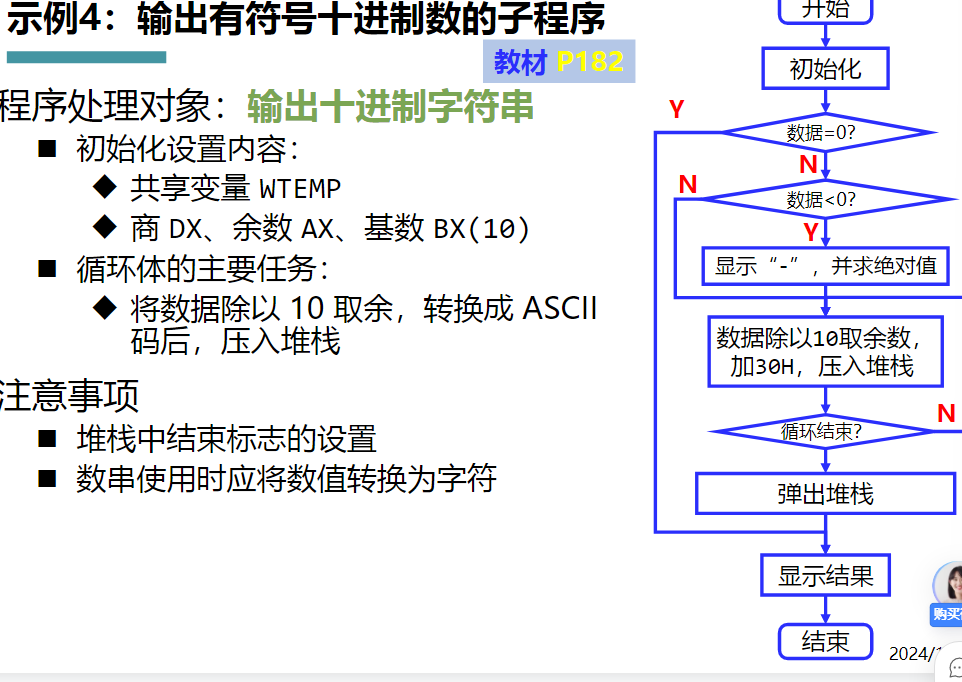 示例4：输出有符号十进制数的子程序
教材 P182
程序处理对象：输出十进制字符串
■ 初始化设置内容：
◆ 共享变量 WTEMP
◆ 商 DX、余数 AX、基数 BX(10)
■ 循环体的主要任务：
◆ 将数据除以 10 取余，转换成 ASCII
码后，压入堆栈
注意事项
■ 堆栈中结束标志的设置
■ 数串使用时应将数值转换为字符
开始
初始化
Y
数据=0?
N
N
数据<0?
Y
显示“-”，并求绝对值
数据除以10取余数，
加30H，压入堆栈
N
循环结束?
弹出堆栈
显示结果
结束
2024/